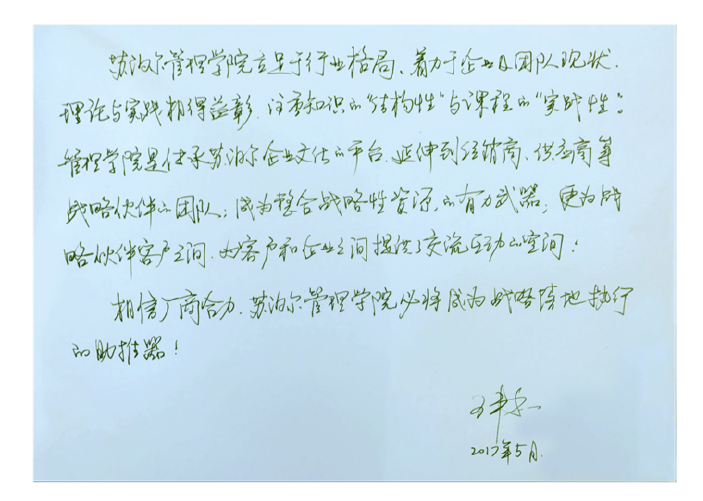 苏泊尔管理学院立足于行业格局、着力于企业及团队现状.
理论与实践相得益彰.注重知识的“结构性”与课程的“实战性”.
管理学院是传承苏泊尔企业文化的平台.延伸到经销商、供应商等
战略伙伴的团队;成为整合战略性资源的有力武器;更为战
略伙伴客户之间.为客户和企业之间提供了交流互动的空间!
相信厂商合力.苏泊尔管理学院必将成为战略落地执行
的助推器!
2017年5月.